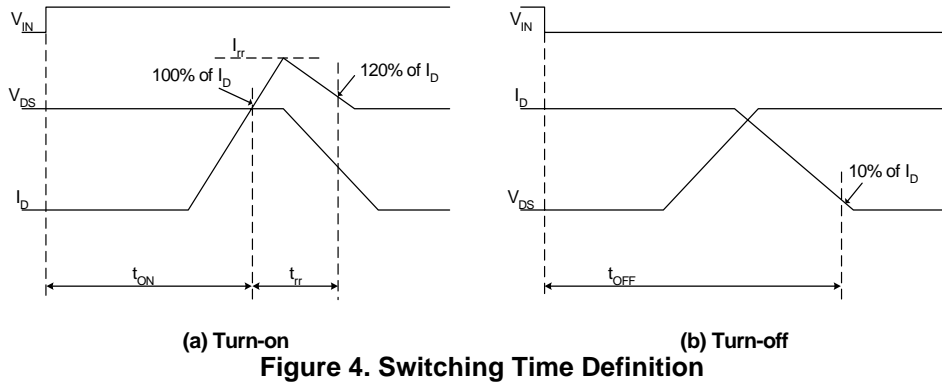 V_IN
I_rr
100% of I_D
120% of I_D
V_DS
I_D
t_ON
t_rr
(a) Turn-on
V_IN
I_D
10% of I_D
V_DS
t_OFF
(b) Turn-off
Figure 4. Switching Time Definition